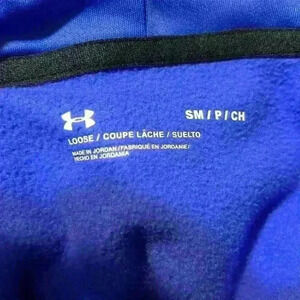 SM / P / CH
LOOSE / COUPE LÂCHE / SUELTO
MADE IN JORDAN / FABRIQUÉ EN JORDANIE /
HECHO EN JORDANIA